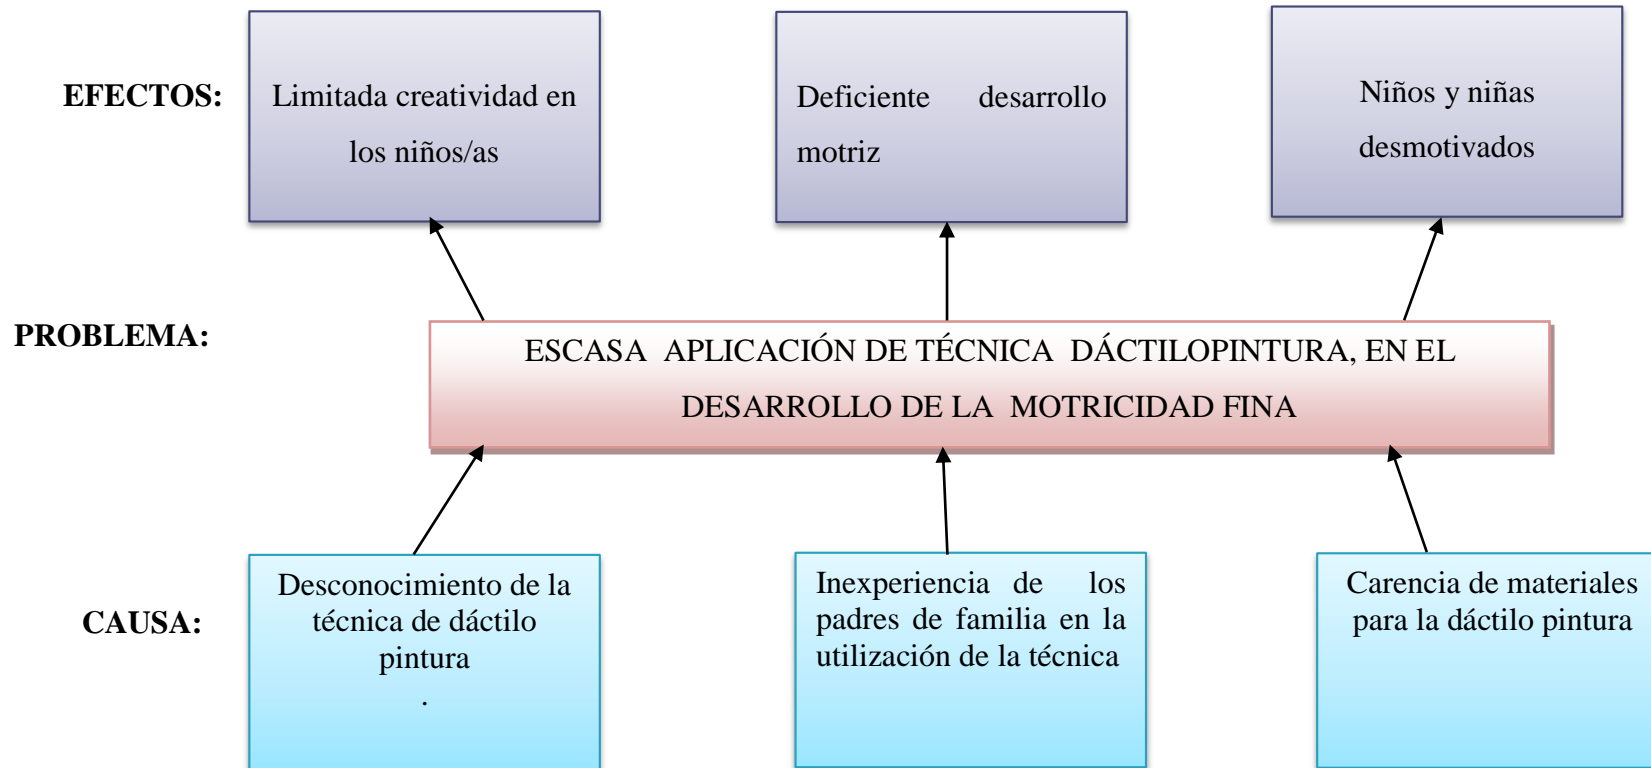 EFECTOS:
Limitada creatividad en
los niños/as
Deficiente desarrollo
motriz
Niños y niñas
desmotivados
PROBLEMA:
ESCASA APLICACIÓN DE TÉCNICA DÁCTILOPINTURA, EN EL
DESARROLLO DE LA MOTRICIDAD FINA
CAUSA:
Desconocimiento de la
técnica de dáctilo
pintura
.
Inexperiencia de los
padres de familia en la
utilización de la técnica
Carencia de materiales
para la dáctilo pintura